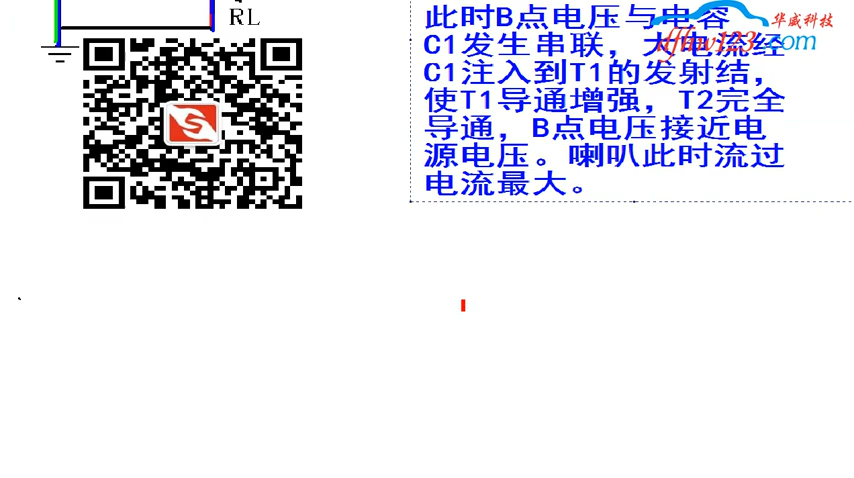 RL
此时B点电压与电容
C1发生串联，大电流经
C1注入到T1的发射结，
使T1导通增强，T2完全
导通，B点电压接近电
源电压。喇叭此时流过
电流最大。
华威科技